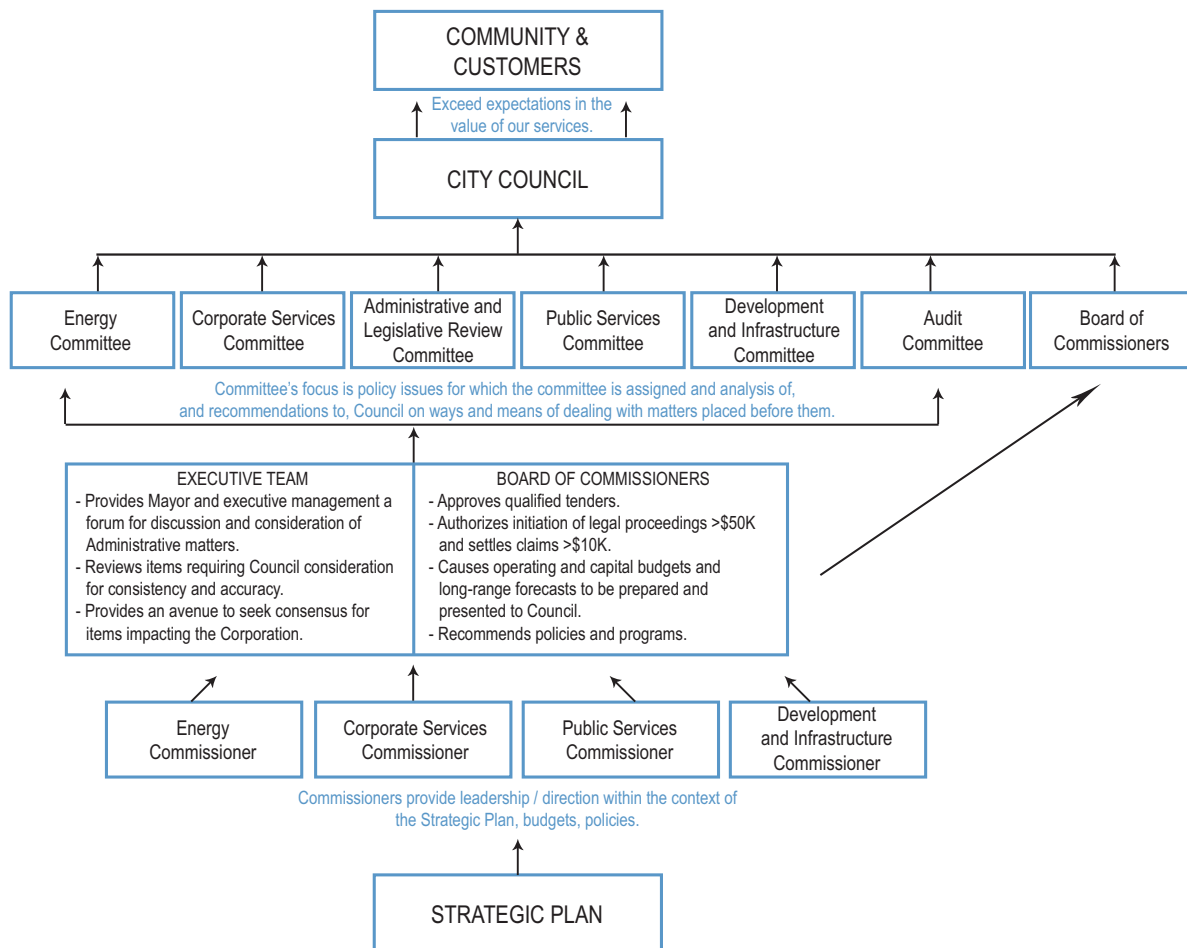 COMMUNITY &
CUSTOMERS
Exceed expectations in the
value of our services.
CITY COUNCIL
Energy
Committee
Corporate Services
Committee
Administrative and
Legislative Review
Committee
Public Services
Committee
Development
and Infrastructure
Committee
Audit
Committee
Board of
Commissioners
Committee's focus is policy issues for which the committee is assigned and analysis of,
and recommendations to, Council on ways and means of dealing with matters placed before them.
EXECUTIVE TEAM
- Provides Mayor and executive management a
forum for discussion and consideration of
Administrative matters.
- Reviews items requiring Council consideration
for consistency and accuracy.
- Provides an avenue to seek consensus for
items impacting the Corporation.
BOARD OF COMMISSIONERS
- Approves qualified tenders.
- Authorizes initiation of legal proceedings >$50K
and settles claims >$10K.
- Causes operating and capital budgets and
long-range forecasts to be prepared and
presented to Council.
- Recommends policies and programs.
Energy
Commissioner
Corporate Services
Commissioner
Public Services
Commissioner
Development
and Infrastructure
Commissioner
Commissioners provide leadership / direction within the context of
the Strategic Plan, budgets, policies.
STRATEGIC PLAN